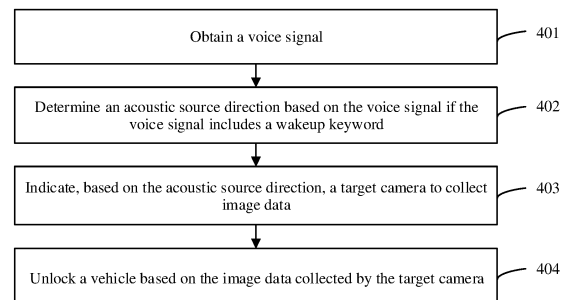 Obtain a voice signal
401
Determine an acoustic source direction based on the voice signal if the
voice signal includes a wakeup keyword
402
Indicate, based on the acoustic source direction, a target camera to collect
image data
403
Unlock a vehicle based on the image data collected by the target camera
404